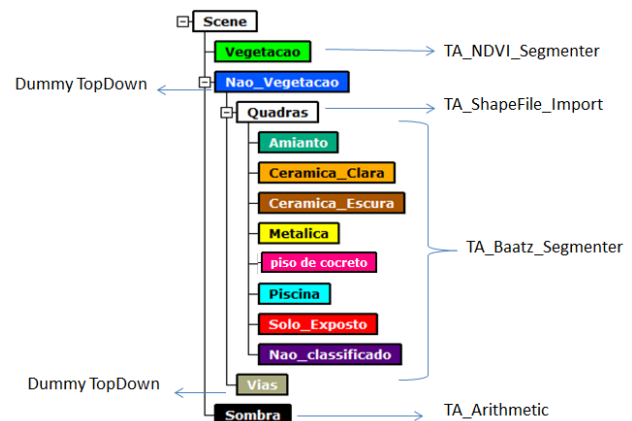 Scene
Vegetacao TA_NDVI_Segmenter
Dummy TopDown Nao_Vegetacao
Quadras TA_ShapeFile_Import
Amianto
Ceramica_Clara
Ceramica_Escura
Metalica
TA_Baatz_Segmenter
piso de cocreto
Piscina
Solo_Exposto
Nao_classificado
Dummy TopDown Vias
Sombra TA_Arithmetic